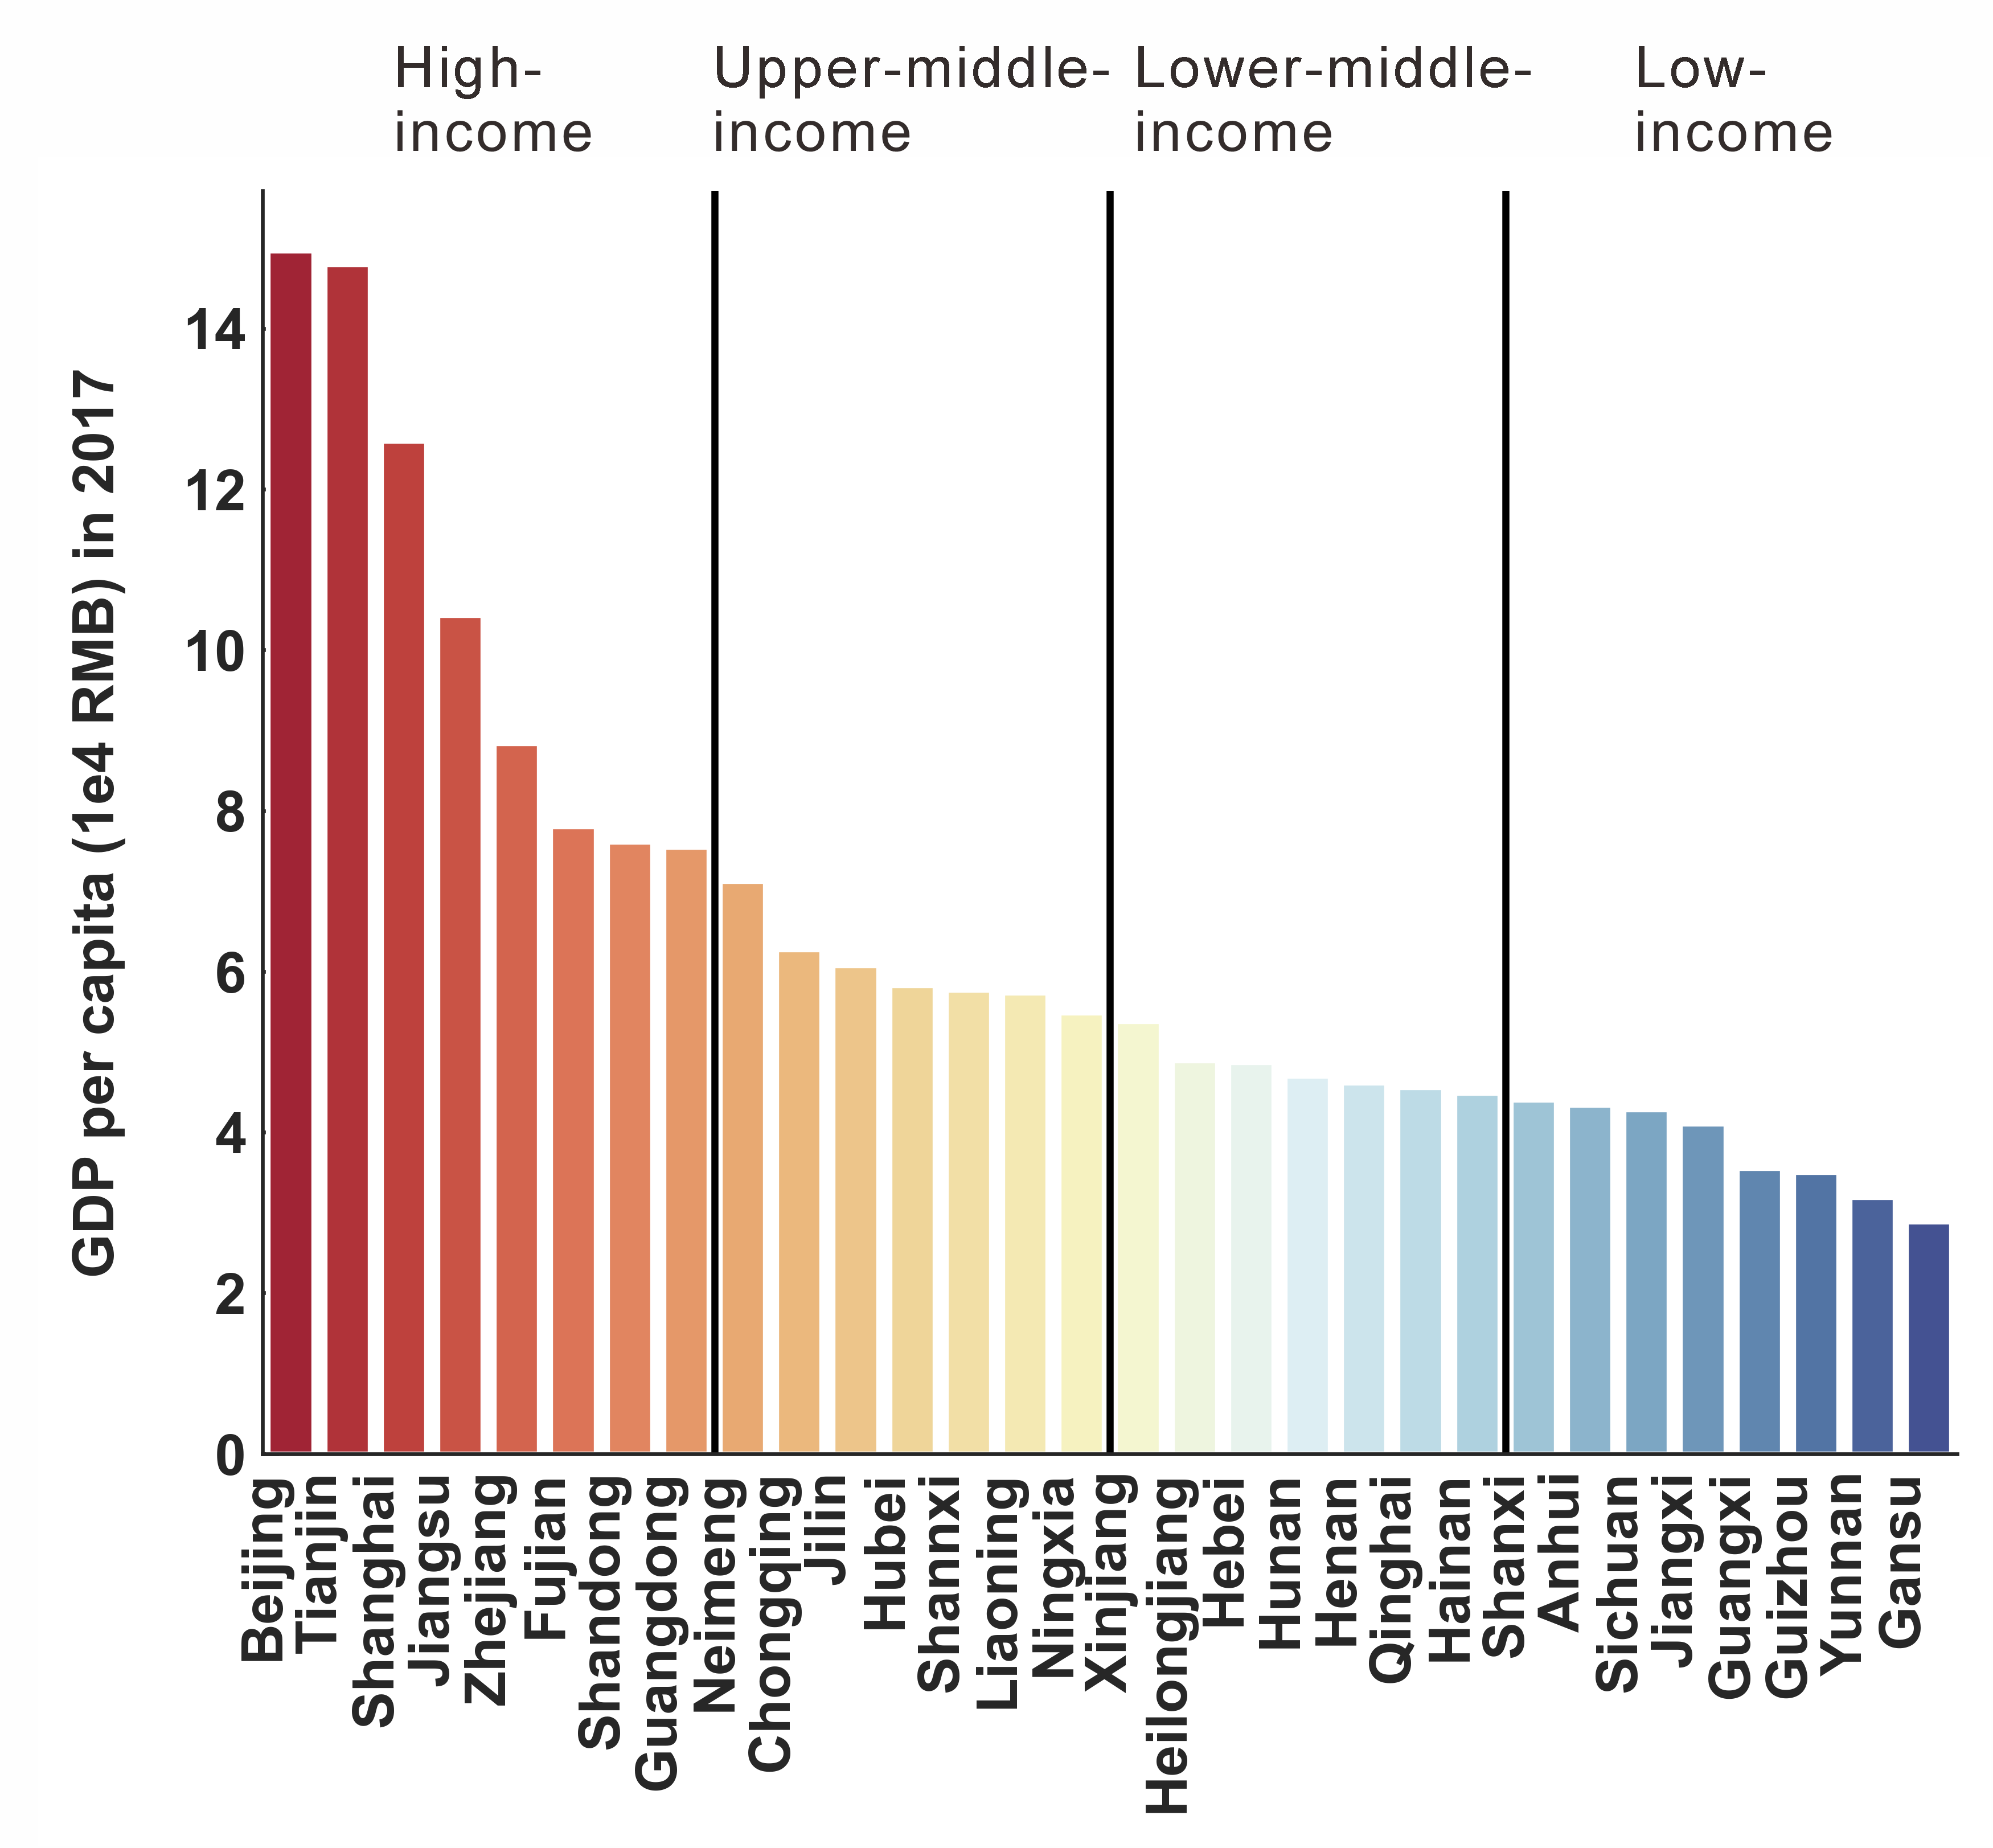 High-
income
Upper-middle-
income
Lower-middle-
income
Low-
income
GDP per capita (1e4 RMB) in 2017
14
12
10
8
6
4
2
0
Beijing
Tianjin
Shanghai
Jiangsu
Zhejiang
Fujian
Shandong
Guangdong
Neimeng
Chongqing
Jilin
Hubei
Shannxi
Liaoning
Ningxia
Xinjiang
Heilongjiang
Hebei
Hunan
Henan
Qinghai
Hainan
Shanxi
Anhui
Sichuan
Jiangxi
Guangxi
Guizhou
Yunnan
Gansu